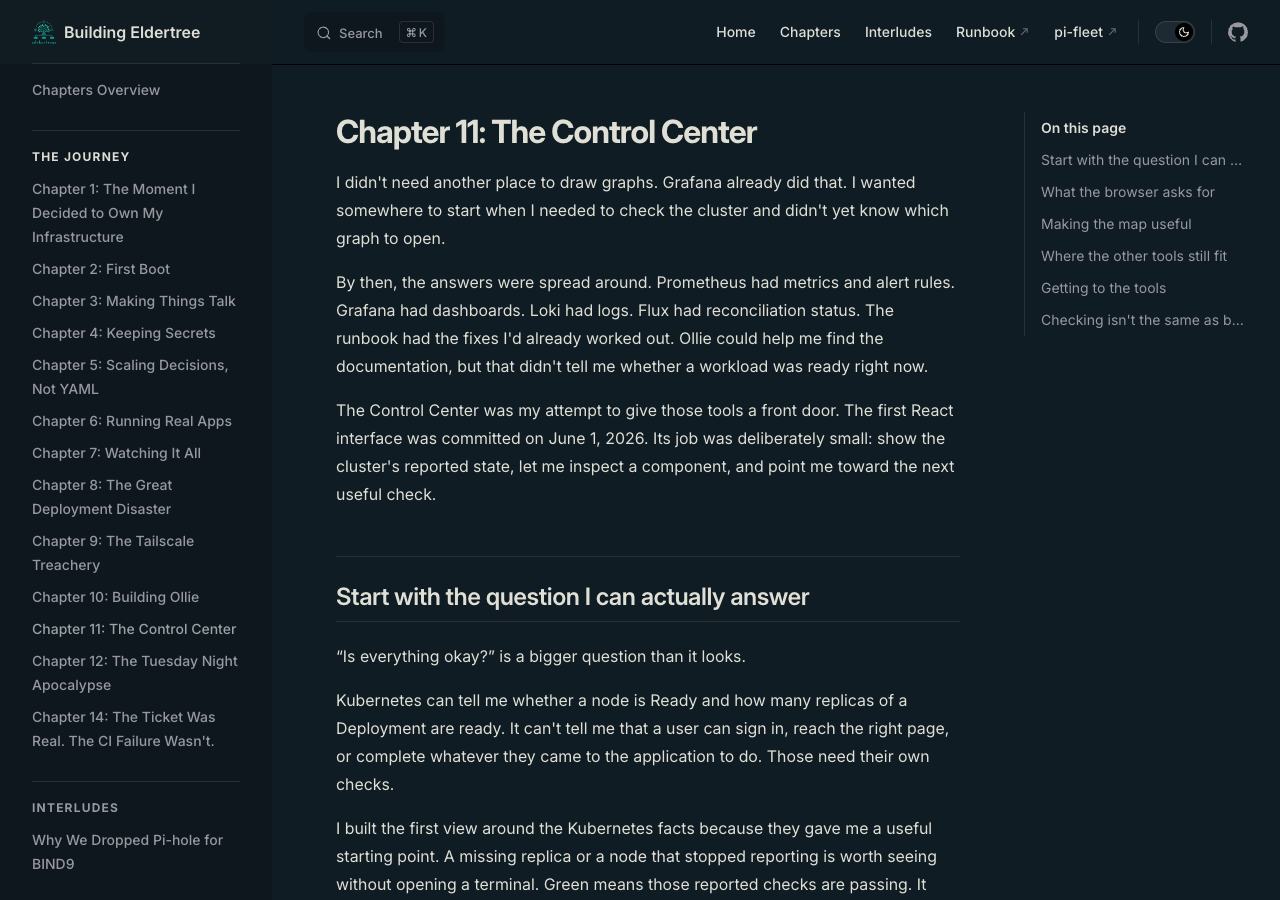 Building Eldertree
Search
⌘ K
Home
Chapters
Interludes
Runbook ↗
pi-fleet ↗
Chapters Overview
THE JOURNEY
Chapter 1: The Moment I
Decided to Own My
Infrastructure
Chapter 2: First Boot
Chapter 3: Making Things Talk
Chapter 4: Keeping Secrets
Chapter 5: Scaling Decisions,
Not YAML
Chapter 6: Running Real Apps
Chapter 7: Watching It All
Chapter 8: The Great
Deployment Disaster
Chapter 9: The Tailscale
Treachery
Chapter 10: Building Ollie
Chapter 11: The Control Center
Chapter 12: The Tuesday Night
Apocalypse
Chapter 14: The Ticket Was
Real. The CI Failure Wasn't.
INTERLUDES
Why We Dropped Pi-hole for
BIND9
Chapter 11: The Control Center
I didn't need another place to draw graphs. Grafana already did that. I wanted
somewhere to start when I needed to check the cluster and didn't yet know which
graph to open.
By then, the answers were spread around. Prometheus had metrics and alert rules.
Grafana had dashboards. Loki had logs. Flux had reconciliation status. The
runbook had the fixes I'd already worked out. Ollie could help me find the
documentation, but that didn't tell me whether a workload was ready right now.
The Control Center was my attempt to give those tools a front door. The first React
interface was committed on June 1, 2026. Its job was deliberately small: show the
cluster's reported state, let me inspect a component, and point me toward the next
useful check.
Start with the question I can actually answer
“Is everything okay?” is a bigger question than it looks.
Kubernetes can tell me whether a node is Ready and how many replicas of a
Deployment are ready. It can't tell me that a user can sign in, reach the right page,
or complete whatever they came to the application to do. Those need their own
checks.
I built the first view around the Kubernetes facts because they gave me a useful
starting point. A missing replica or a node that stopped reporting is worth seeing
without opening a terminal. Green means those reported checks are passing. It
On this page
Start with the question I can ...
What the browser asks for
Making the map useful
Where the other tools still fit
Getting to the tools
Checking isn't the same as b...